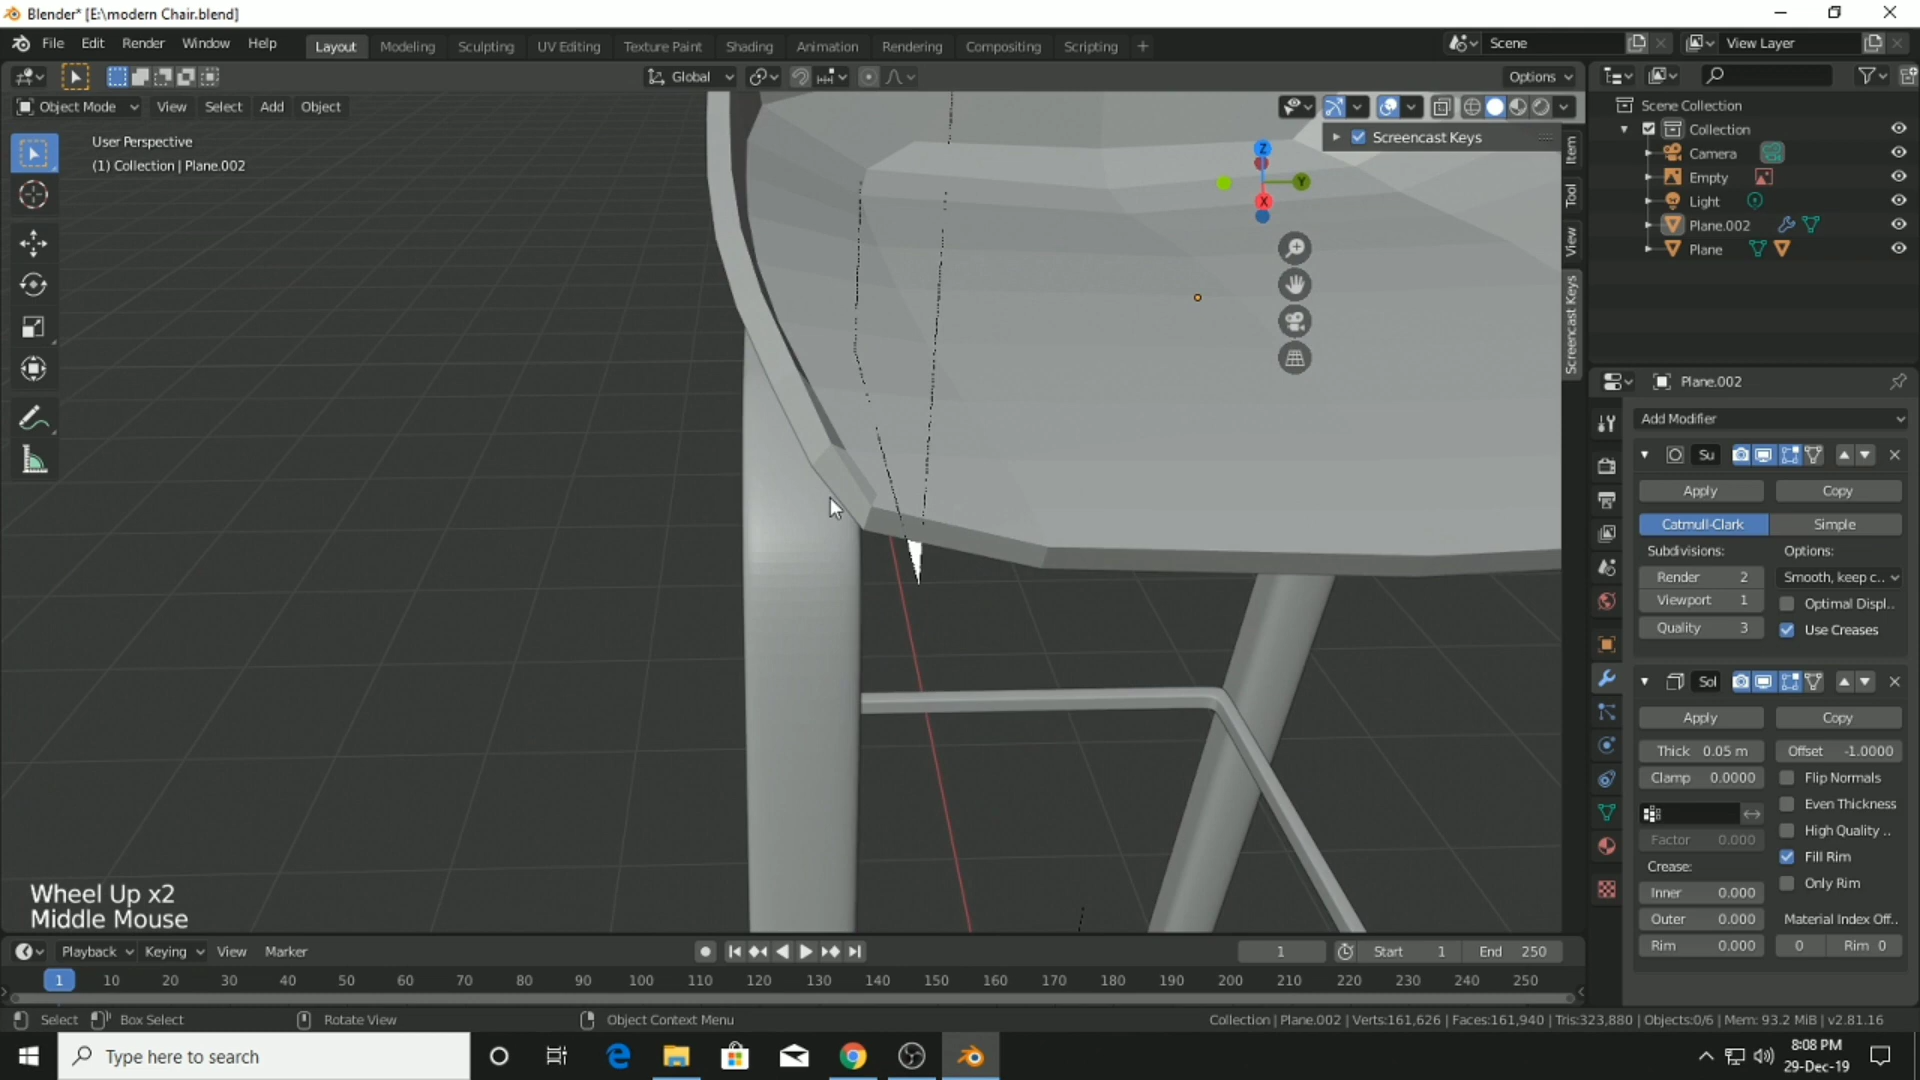 Blender* [E:\modern Chair.blend]
File Edit Render Window Help
Layout Modeling Sculpting UV Editing Texture Paint Shading Animation Rendering Compositing Scripting +
Scene
View Layer
Global
Options
Object Mode View Select Add Object
User Perspective
(1) Collection | Plane.002
Screencast Keys
Z
Y
X
Item
Tool
View
Screencast Keys
Scene Collection
Collection
Camera
Empty
Light
Plane.002
Plane
Plane.002
Add Modifier
Su
Apply Copy
Catmull-Clark Simple
Subdivisions: Options:
Render 2 Smooth, keep c..
Viewport 1 Optimal Displ..
Quality 3 Use Creases
Sol
Apply Copy
Thick 0.05 m Offset -1.0000
Clamp 0.0000 Flip Normals
Even Thickness
High Quality ..
Factor 0.000 Fill Rim
Crease: Only Rim
Inner 0.000
Outer 0.000 Material Index Off..
Rim 0.000 0 Rim 0
Wheel Up x2
Middle Mouse
Playback Keying View Marker
1 Start 1 End 250
1 10 20 30 40 50 60 70 80 90 100 110 120 130 140 150 160 170 180 190 200 210 220 230 240 250
Select Box Select Rotate View Object Context Menu
Collection | Plane.002 | Verts:161,626 | Faces:161,940 | Tris:323,880 | Objects:0/6 | Mem: 93.2 MiB | v2.81.16
Type here to search
8:08 PM
29-Dec-19